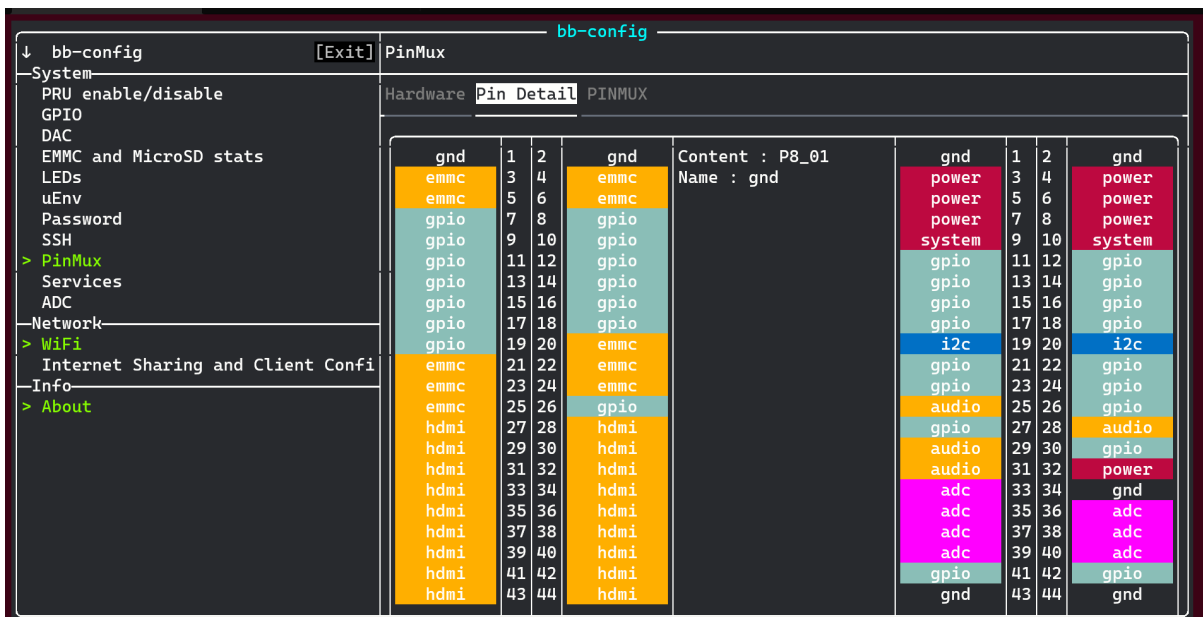 bb-config
↓ bb-config [Exit] PinMux
System
PRU enable/disable Hardware Pin Detail PINMUX
GPIO
DAC
EMMC and MicroSD stats gnd 1 2 gnd Content : P8_01 gnd 1 2 gnd
LEDs emmc 3 4 emmc Name : gnd power 3 4 power
uEnv emmc 5 6 emmc power 5 6 power
Password gpio 7 8 gpio power 7 8 power
SSH gpio 9 10 gpio system 9 10 system
> PinMux gpio 11 12 gpio gpio 11 12 gpio
Services gpio 13 14 gpio gpio 13 14 gpio
ADC gpio 15 16 gpio gpio 15 16 gpio
Network gpio 17 18 gpio gpio 17 18 gpio
> WiFi gpio 19 20 emmc i2c 19 20 i2c
Internet Sharing and Client Confi emmc 21 22 emmc gpio 21 22 gpio
Info emmc 23 24 emmc gpio 23 24 gpio
> About emmc 25 26 gpio audio 25 26 gpio
hdmi 27 28 hdmi gpio 27 28 audio
hdmi 29 30 hdmi audio 29 30 gpio
hdmi 31 32 hdmi audio 31 32 power
hdmi 33 34 hdmi adc 33 34 gnd
hdmi 35 36 hdmi adc 35 36 adc
hdmi 37 38 hdmi adc 37 38 adc
hdmi 39 40 hdmi adc 39 40 adc
hdmi 41 42 hdmi gpio 41 42 gpio
hdmi 43 44 hdmi gnd 43 44 gnd